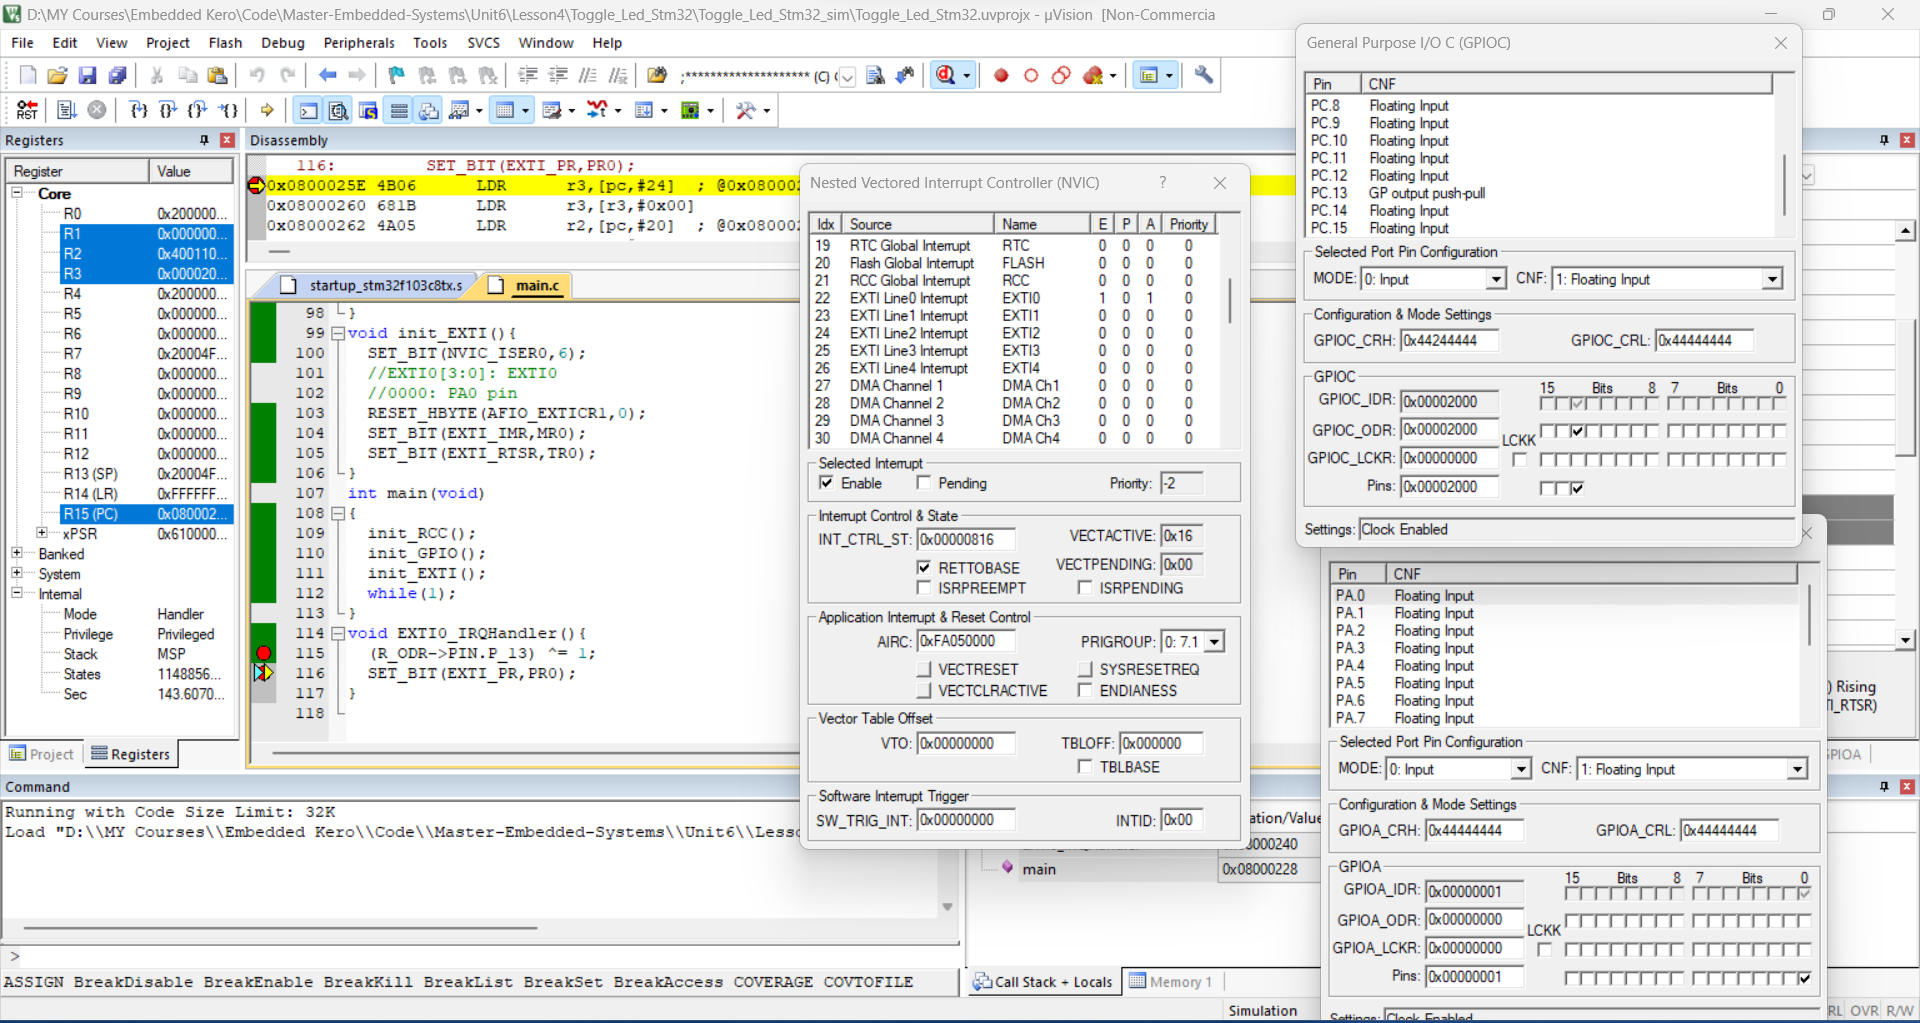 D:\MY Courses\Embedded Kero\Code\Master-Embedded-Systems\Unit6\Lesson4\Toggle_Led_Stm32\Toggle_Led_Stm32_sim\Toggle_Led_Stm32.uvprojx - µVision [Non-Commercia
File Edit View Project Flash Debug Peripherals Tools SVCS Window Help
;******************** (C) (
RST
Registers
Register Value
Core
R0 0x200000...
R1 0x000000...
R2 0x400110...
R3 0x000020...
R4 0x200000...
R5 0x000000...
R6 0x000000...
R7 0x20004F...
R8 0x000000...
R9 0x000000...
R10 0x000000...
R11 0x000000...
R12 0x000000...
R13 (SP) 0x20004F...
R14 (LR) 0xFFFFFF...
R15 (PC) 0x080002...
xPSR 0x610000...
Banked
System
Internal
Mode Handler
Privilege Privileged
Stack MSP
States 1148856...
Sec 143.6070...
Project Registers
Disassembly
116: SET_BIT(EXTI_PR,PR0);
0x0800025E 4B06 LDR r3,[pc,#24] ; @0x08000
0x08000260 681B LDR r3,[r3,#0x00]
0x08000262 4A05 LDR r2,[pc,#20] ; @0x08000
startup_stm32f103c8tx.s main.c
98 }
99 void init_EXTI(){
100 SET_BIT(NVIC_ISER0,6);
101 //EXTI0[3:0]: EXTI0
102 //0000: PA0 pin
103 RESET_HBYTE(AFIO_EXTICR1,0);
104 SET_BIT(EXTI_IMR,MR0);
105 SET_BIT(EXTI_RTSR,TR0);
106 }
107 int main(void)
108 {
109 init_RCC();
110 init_GPIO();
111 init_EXTI();
112 while(1);
113 }
114 void EXTI0_IRQHandler(){
115 (R_ODR->PIN.P_13) ^= 1;
116 SET_BIT(EXTI_PR,PR0);
117 }
118
Nested Vectored Interrupt Controller (NVIC) ?
Idx Source Name E P A Priority
19 RTC Global Interrupt RTC 0 0 0 0
20 Flash Global Interrupt FLASH 0 0 0 0
21 RCC Global Interrupt RCC 0 0 0 0
22 EXTI Line0 Interrupt EXTI0 1 0 1 0
23 EXTI Line1 Interrupt EXTI1 0 0 0 0
24 EXTI Line2 Interrupt EXTI2 0 0 0 0
25 EXTI Line3 Interrupt EXTI3 0 0 0 0
26 EXTI Line4 Interrupt EXTI4 0 0 0 0
27 DMA Channel 1 DMA Ch1 0 0 0 0
28 DMA Channel 2 DMA Ch2 0 0 0 0
29 DMA Channel 3 DMA Ch3 0 0 0 0
30 DMA Channel 4 DMA Ch4 0 0 0 0
Selected Interrupt
Enable Pending Priority: -2
Interrupt Control & State
INT_CTRL_ST: 0x00000816 VECTACTIVE: 0x16
RETTOBASE VECTPENDING: 0x00
ISRPREEMPT ISRPENDING
Application Interrupt & Reset Control
AIRC: 0xFA050000 PRIGROUP: 0: 7.1
VECTRESET SYSRESETREQ
VECTCLRACTIVE ENDIANESS
Vector Table Offset
VTO: 0x00000000 TBLOFF: 0x000000
TBLBASE
Software Interrupt Trigger
SW_TRIG_INT: 0x00000000 INTID: 0x00
General Purpose I/O C (GPIOC)
Pin CNF
PC.8 Floating Input
PC.9 Floating Input
PC.10 Floating Input
PC.11 Floating Input
PC.12 Floating Input
PC.13 GP output push-pull
PC.14 Floating Input
PC.15 Floating Input
Selected Port Pin Configuration
MODE: 0: Input CNF: 1: Floating Input
Configuration & Mode Settings
GPIOC_CRH: 0x44244444 GPIOC_CRL: 0x44444444
GPIOC
15 Bits 8 7 Bits 0
GPIOC_IDR: 0x00002000
GPIOC_ODR: 0x00002000
LCKK
GPIOC_LCKR: 0x00000000
Pins: 0x00002000
Settings: Clock Enabled
Pin CNF
PA.0 Floating Input
PA.1 Floating Input
PA.2 Floating Input
PA.3 Floating Input
PA.4 Floating Input
PA.5 Floating Input
PA.6 Floating Input
PA.7 Floating Input
Selected Port Pin Configuration
MODE: 0: Input CNF: 1: Floating Input
Configuration & Mode Settings
GPIOA_CRH: 0x44444444 GPIOA_CRL: 0x44444444
GPIOA
15 Bits 8 7 Bits 0
GPIOA_IDR: 0x00000001
GPIOA_ODR: 0x00000000
LCKK
GPIOA_LCKR: 0x00000000
Pins: 0x00000001
Settings: Clock Enabled
) Rising
TI_RTSR)
GPIOA
Command
Running with Code Size Limit: 32K
Load "D:\\MY Courses\\Embedded Kero\\Code\\Master-Embedded-Systems\\Unit6\\Lesso
>
ASSIGN BreakDisable BreakEnable BreakKill BreakList BreakSet BreakAccess COVERAGE COVTOFILE
ation/Value
000240
main 0x08000228
Call Stack + Locals Memory 1
Simulation
RL OVR R/W